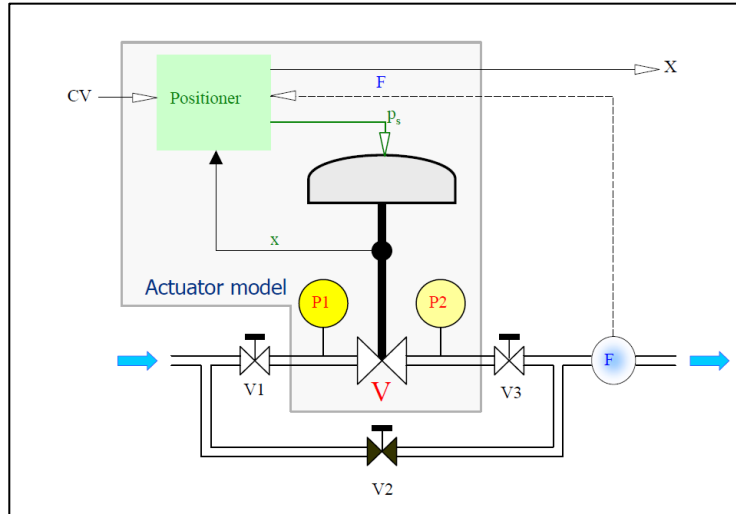 X
F
CV
Positioner
ps
x
Actuator model
P1
P2
F
V1
V
V3
V2